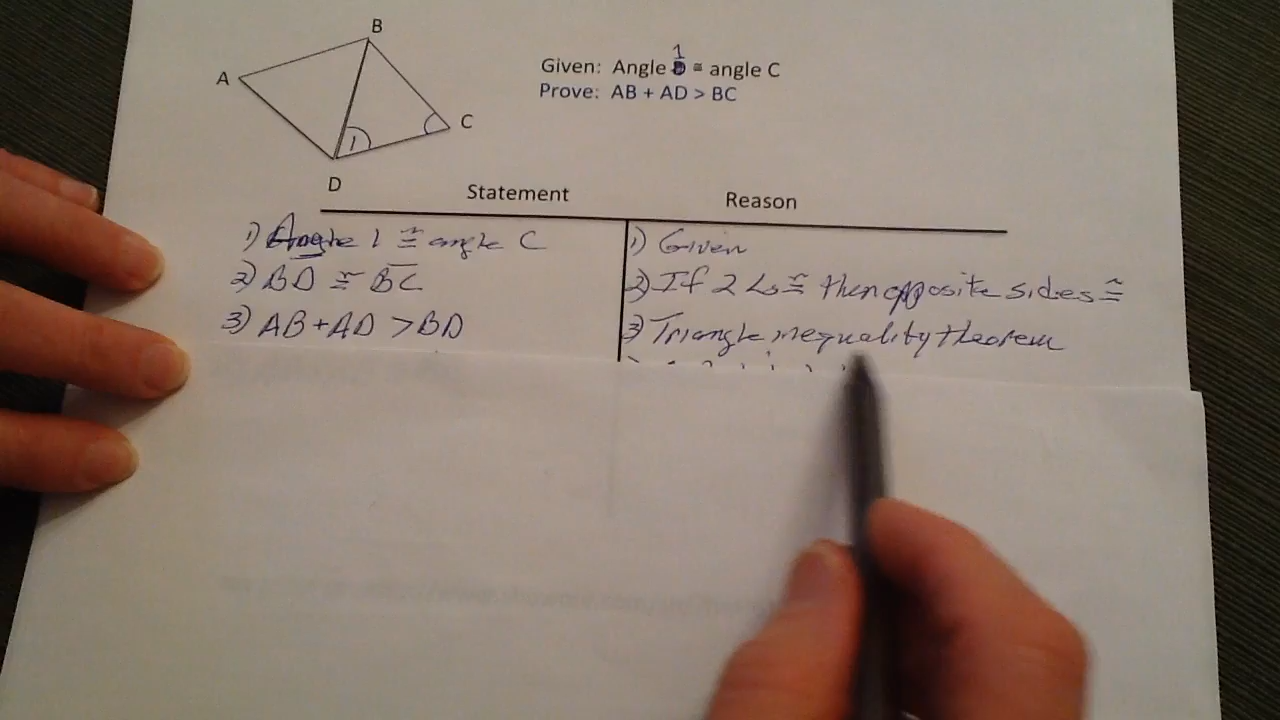 B
A
C
1
D
Given: Angle 1 ≅ angle C
Prove: AB + AD > BC
Statement Reason
1) Angle 1 ≅ angle C 1) Given
2) BD ≅ BC 2) If 2 ∠s ≅ then opposite sides ≅
3) AB + AD > BD 3) Triangle inequality theorem